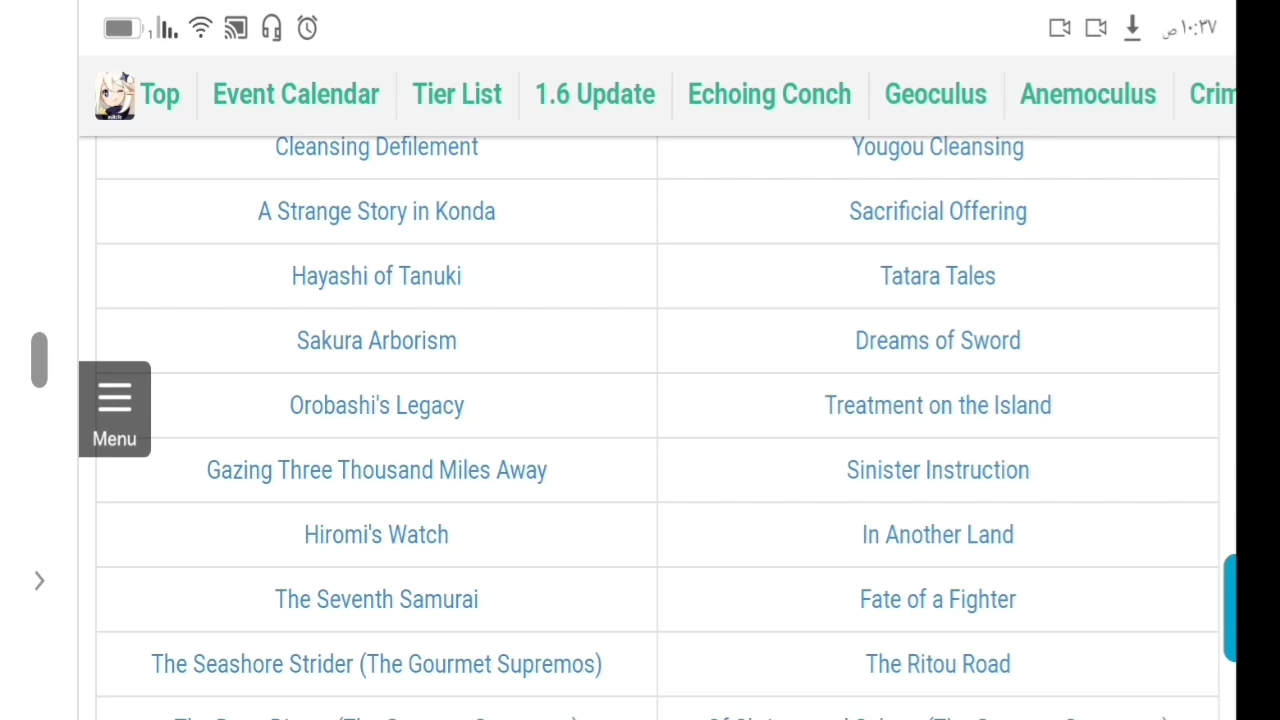 ١٠:٣٧ ص
Top Event Calendar Tier List 1.6 Update Echoing Conch Geoculus Anemoculus Crim
Cleansing Defilement Yougou Cleansing
A Strange Story in Konda Sacrificial Offering
Hayashi of Tanuki Tatara Tales
Sakura Arborism Dreams of Sword
Orobashi's Legacy Treatment on the Island
Menu
Gazing Three Thousand Miles Away Sinister Instruction
Hiromi's Watch In Another Land
The Seventh Samurai Fate of a Fighter
The Seashore Strider (The Gourmet Supremos) The Ritou Road